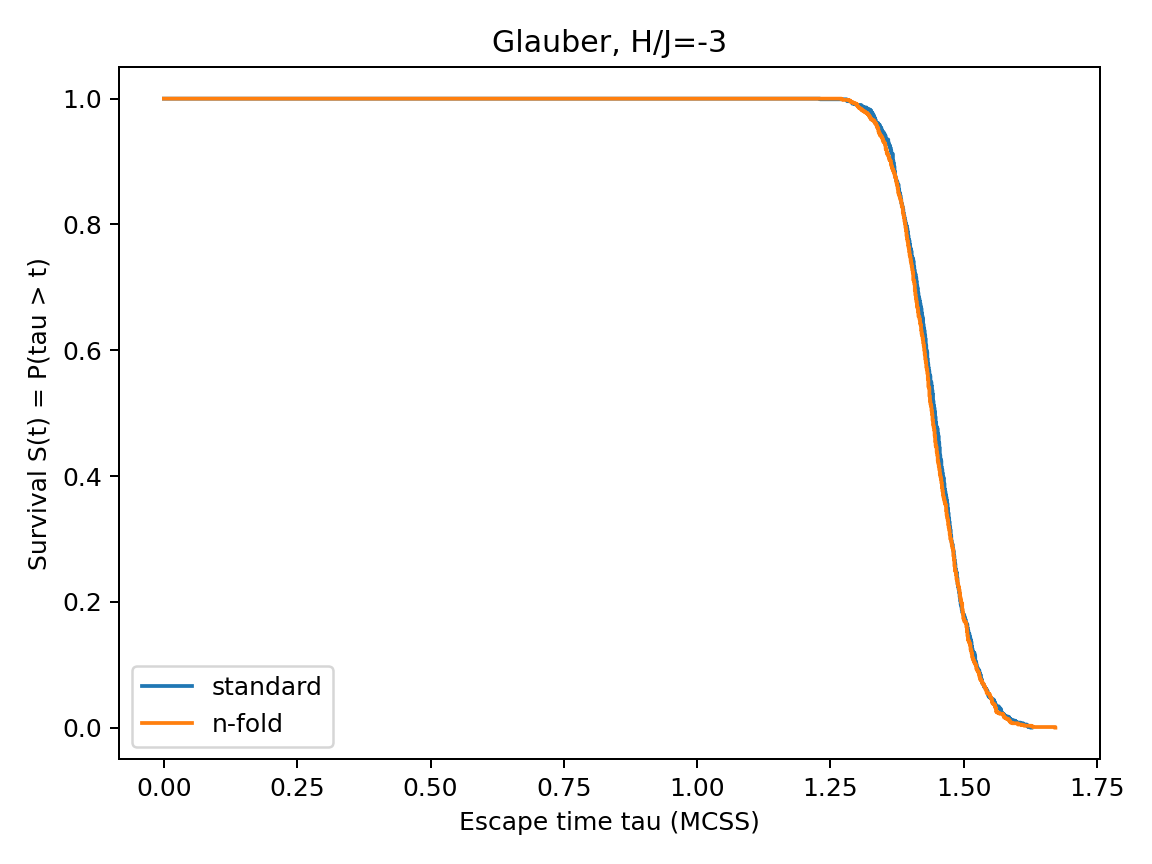 Glauber, H/J=-3
Survival S(t) = P(tau > t)
1.0
0.8
0.6
0.4
0.2
0.0
standard
n-fold
0.00 0.25 0.50 0.75 1.00 1.25 1.50 1.75
Escape time tau (MCSS)